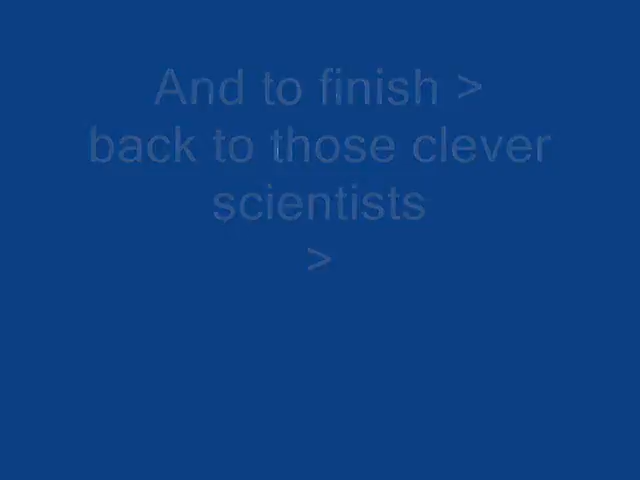 And to finish >
back to those clever
scientists
>